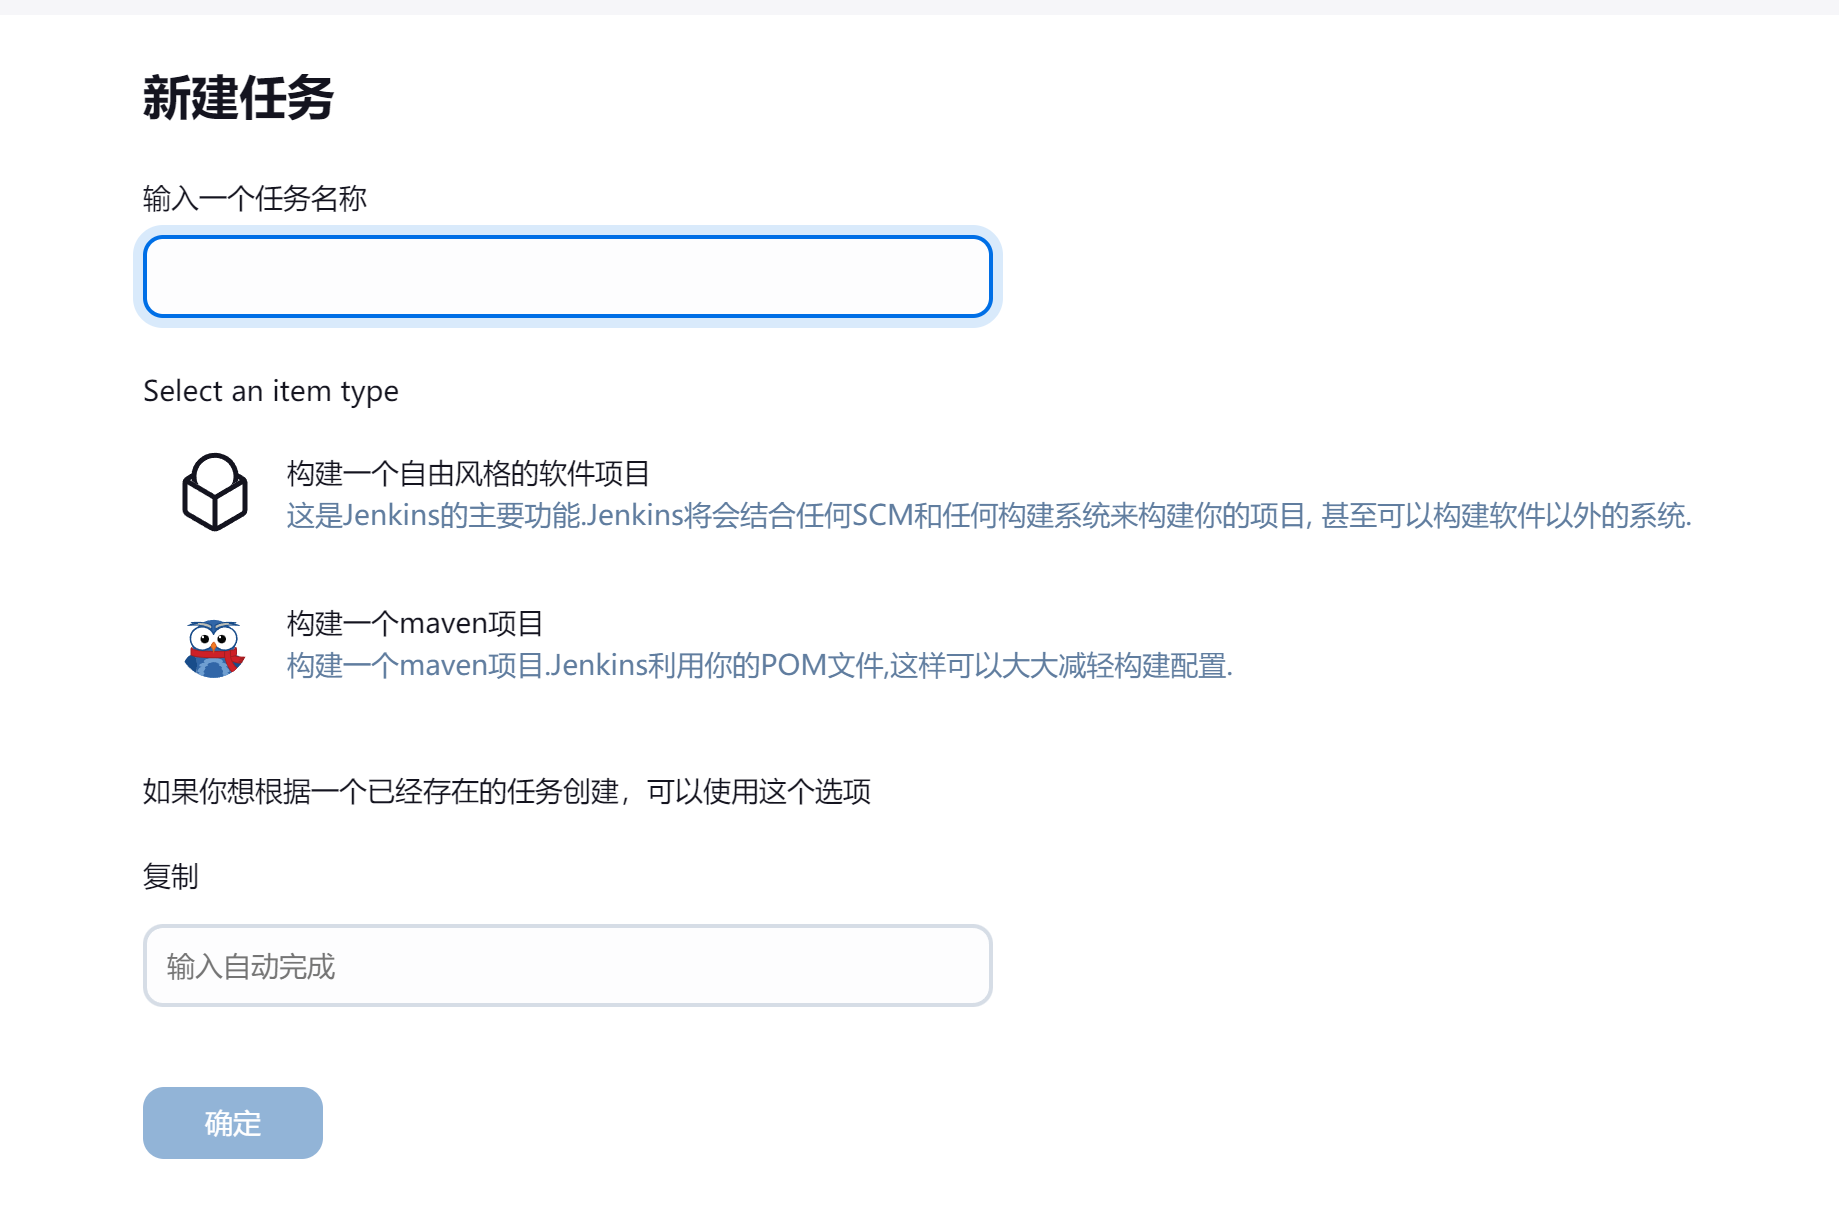 新建任务
输入一个任务名称
Select an item type
构建一个自由风格的软件项目
这是Jenkins的主要功能.Jenkins将会结合任何SCM和任何构建系统来构建你的项目, 甚至可以构建软件以外的系统.
构建一个maven项目
构建一个maven项目.Jenkins利用你的POM文件,这样可以大大减轻构建配置.
如果你想根据一个已经存在的任务创建，可以使用这个选项
复制
输入自动完成
确定